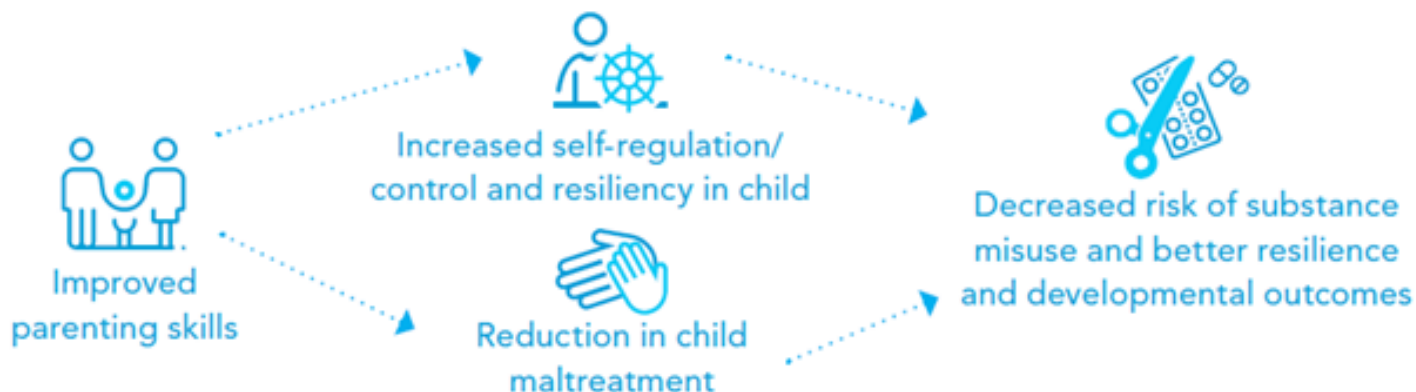 Improved
parenting skills
Increased self-regulation/
control and resiliency in child
Reduction in child
maltreatment
Decreased risk of substance
misuse and better resilience
and developmental outcomes